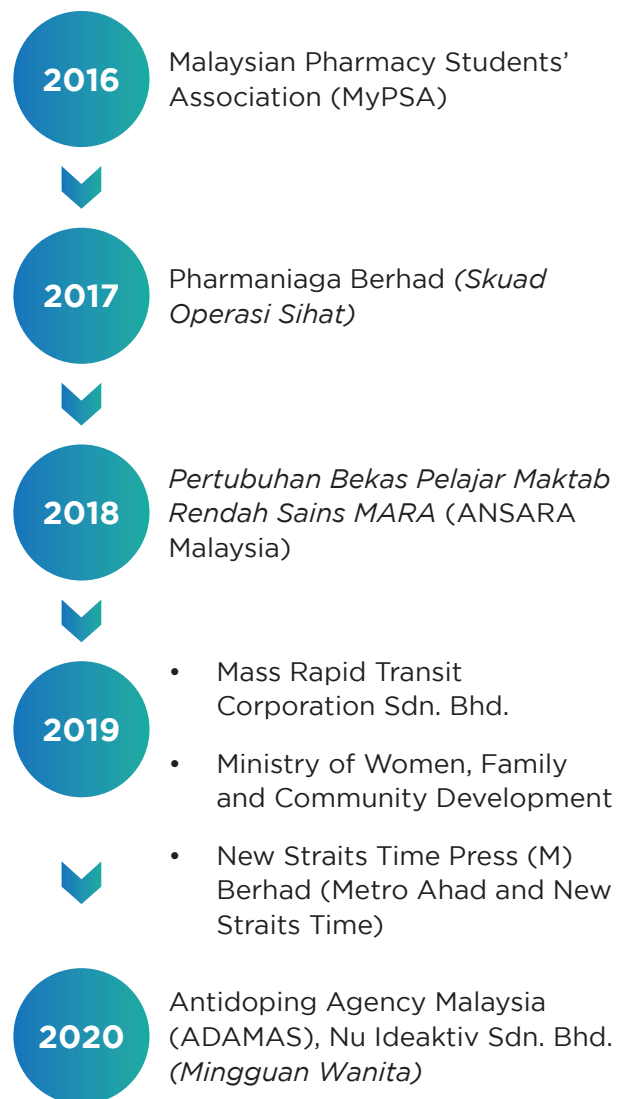 2016
Malaysian Pharmacy Students’
Association (MyPSA)
2017
Pharmaniaga Berhad (Skuad
Operasi Sihat)
2018
Pertubuhan Bekas Pelajar Maktab
Rendah Sains MARA (ANSARA
Malaysia)
2019
• Mass Rapid Transit
Corporation Sdn. Bhd.
• Ministry of Women, Family
and Community Development
• New Straits Time Press (M)
Berhad (Metro Ahad and New
Straits Time)
2020
Antidoping Agency Malaysia
(ADAMAS), Nu Ideaktiv Sdn. Bhd.
(Mingguan Wanita)